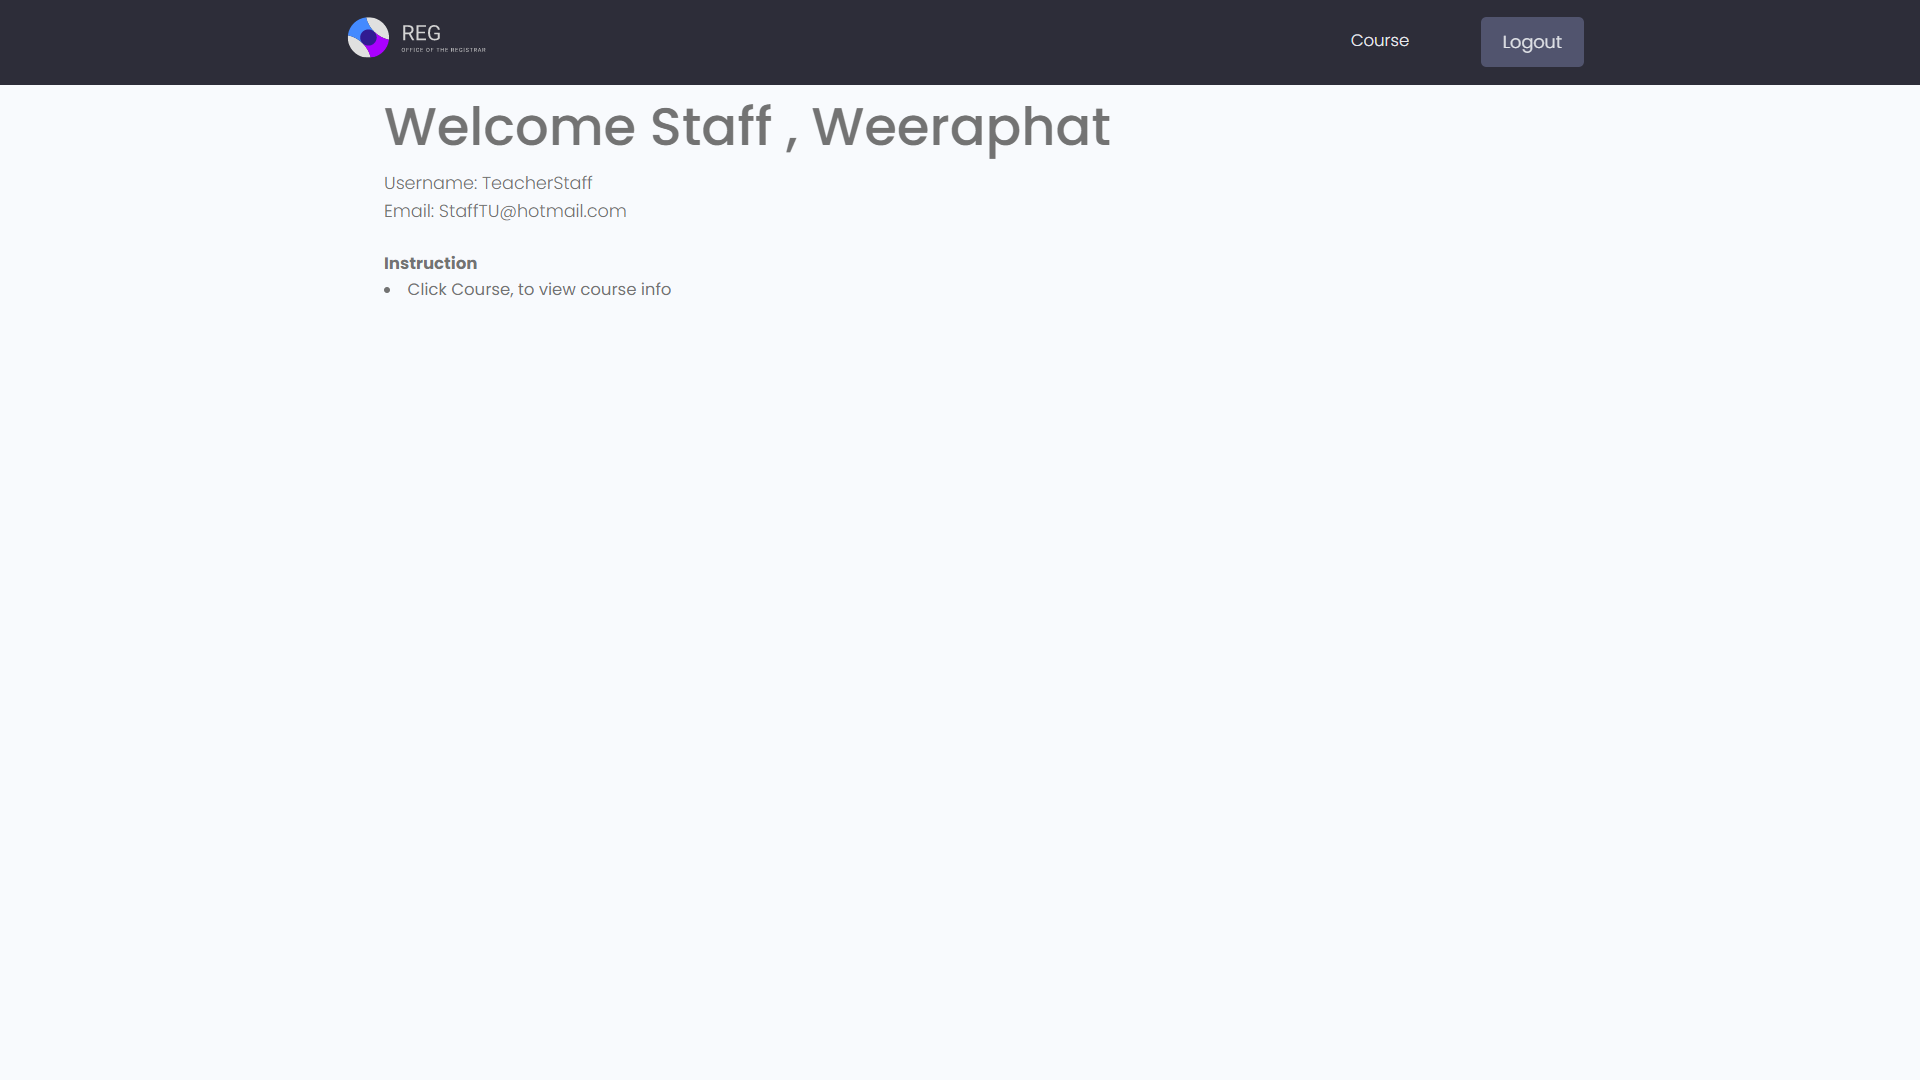 REG
OFFICE OF THE REGISTRAR
Course
Logout
Welcome Staff , Weeraphat
Username: TeacherStaff
Email: StaffTU@hotmail.com
Instruction
• Click Course, to view course info